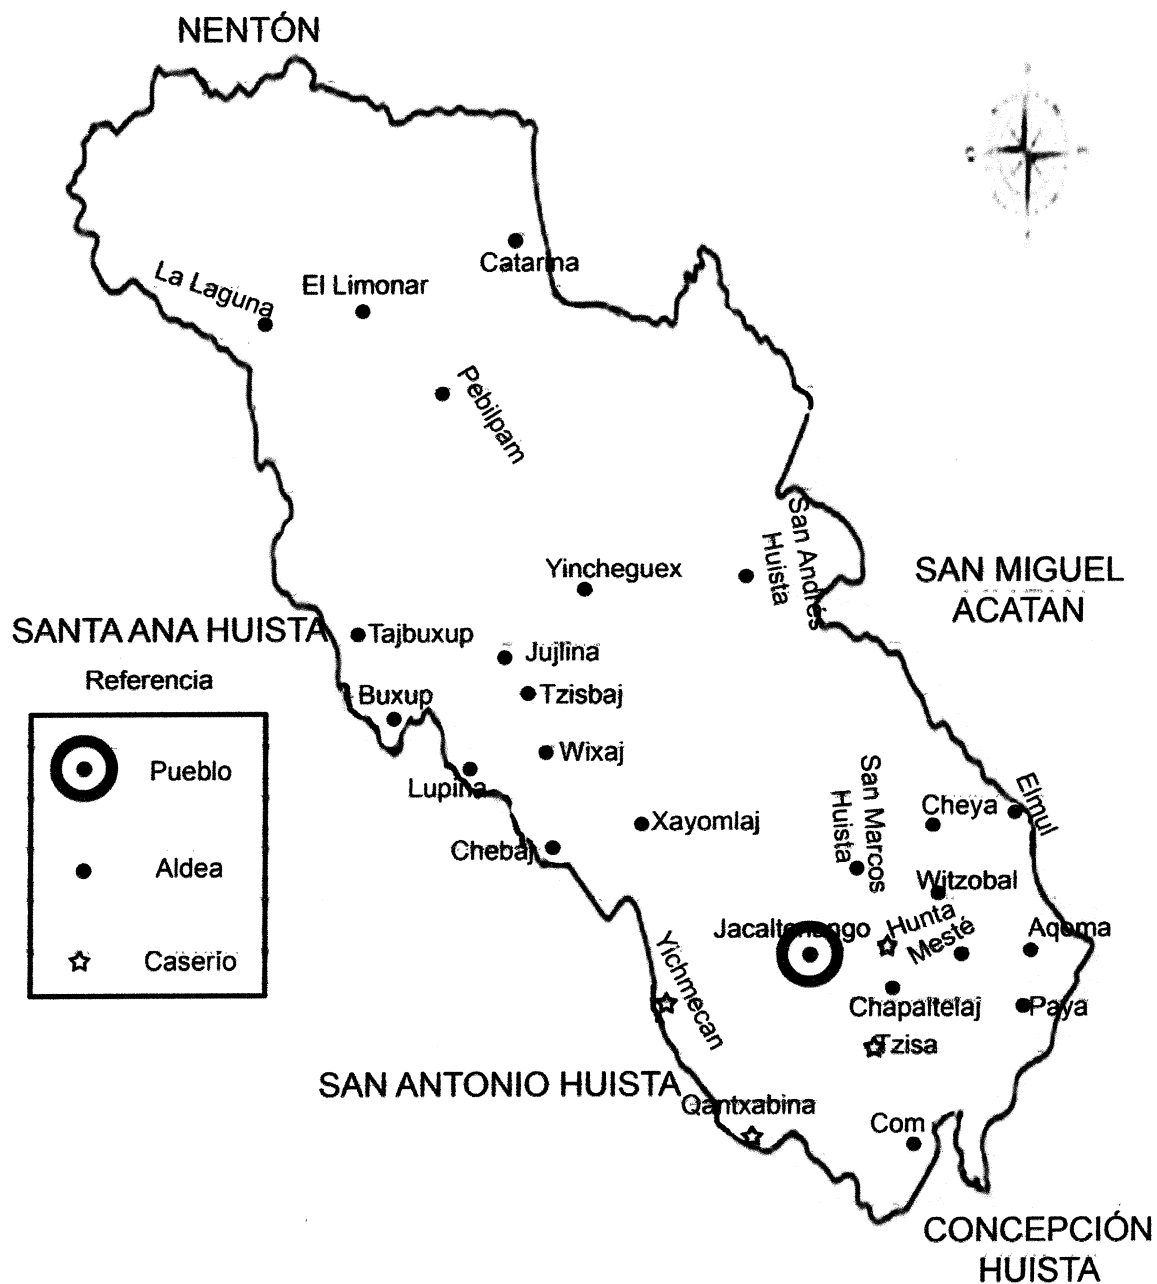 NENTÓN
Catarina
La Laguna
El Limonar
Pebilpam
San Andrés
Huista
Yincheguex
SAN MIGUEL
ACATAN
SANTA ANA HUISTA
Tajbuxup
Jujlina
Referencia
Buxup
Tzisbaj
Wixaj
Pueblo
Lupina
San Marcos
Huista
Cheya
Elmul
Xayomlaj
Chebaj
Aldea
Witzobal
Hunta
Mesté
Jacaltenango
Aqoma
Caserio
Yichmecan
Chapaltelaj
Paya
Tzisa
SAN ANTONIO HUISTA
Qantxabina
Com
CONCEPCIÓN
HUISTA